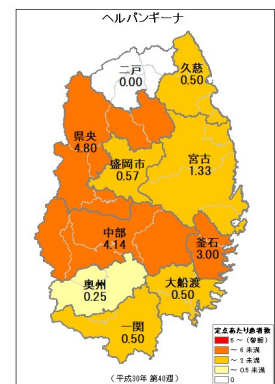 ヘルパンギーナ
二戸
0.00
久慈
0.50
県央
4.80
盛岡市
0.57
宮古
1.33
中部
4.14
釜石
3.00
奥州
0.25
大船渡
0.50
一関
0.50
定点あたり患者数
6～（警報）
～ 6 未満
～ 2 未満
～ 0.5 未満
0
（平成30年 第40週）